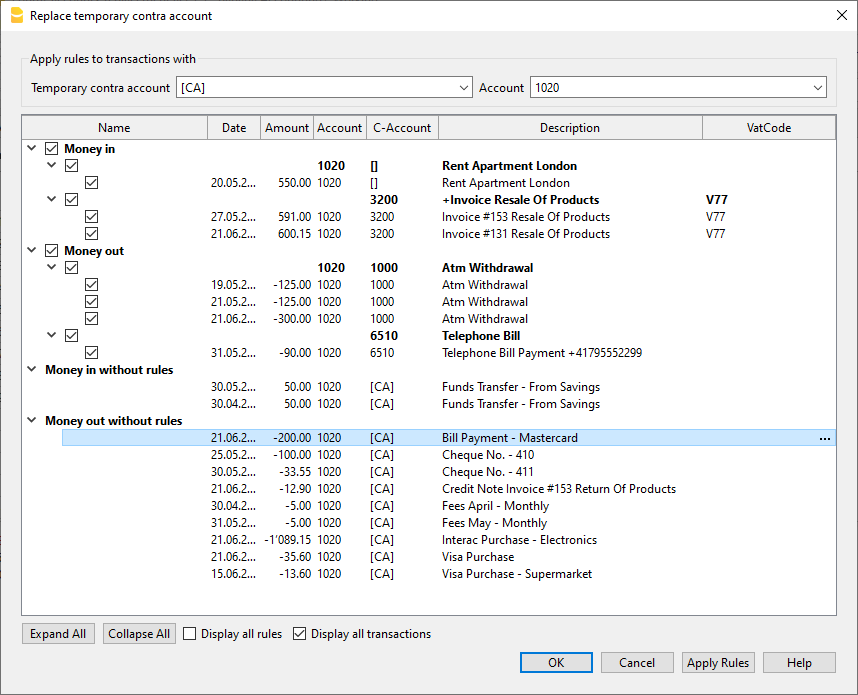 Replace temporary contra account
Apply rules to transactions with
Temporary contra account [CA] Account 1020
Name Date Amount Account C-Account Description VatCode
Money in
1020 [] Rent Apartment London
20.05.2... 550.00 1020 [] Rent Apartment London
3200 +Invoice Resale Of Products V77
27.05.2... 591.00 1020 3200 Invoice #153 Resale Of Products V77
21.06.2... 600.15 1020 3200 Invoice #131 Resale Of Products V77
Money out
1020 1000 Atm Withdrawal
19.05.2... -125.00 1020 1000 Atm Withdrawal
21.05.2... -125.00 1020 1000 Atm Withdrawal
21.06.2... -300.00 1020 1000 Atm Withdrawal
6510 Telephone Bill
31.05.2... -90.00 1020 6510 Telephone Bill Payment +41795552299
Money in without rules
30.05.2... 50.00 1020 [CA] Funds Transfer - From Savings
30.04.2... 50.00 1020 [CA] Funds Transfer - From Savings
Money out without rules
21.06.2... -200.00 1020 [CA] Bill Payment - Mastercard ...
25.05.2... -100.00 1020 [CA] Cheque No. - 410
30.05.2... -33.55 1020 [CA] Cheque No. - 411
21.06.2... -12.90 1020 [CA] Credit Note Invoice #153 Return Of Products
30.04.2... -5.00 1020 [CA] Fees April - Monthly
31.05.2... -5.00 1020 [CA] Fees May - Monthly
21.06.2... -1'089.15 1020 [CA] Interac Purchase - Electronics
21.06.2... -35.60 1020 [CA] Visa Purchase
15.06.2... -13.60 1020 [CA] Visa Purchase - Supermarket
Expand All Collapse All Display all rules Display all transactions
OK Cancel Apply Rules Help